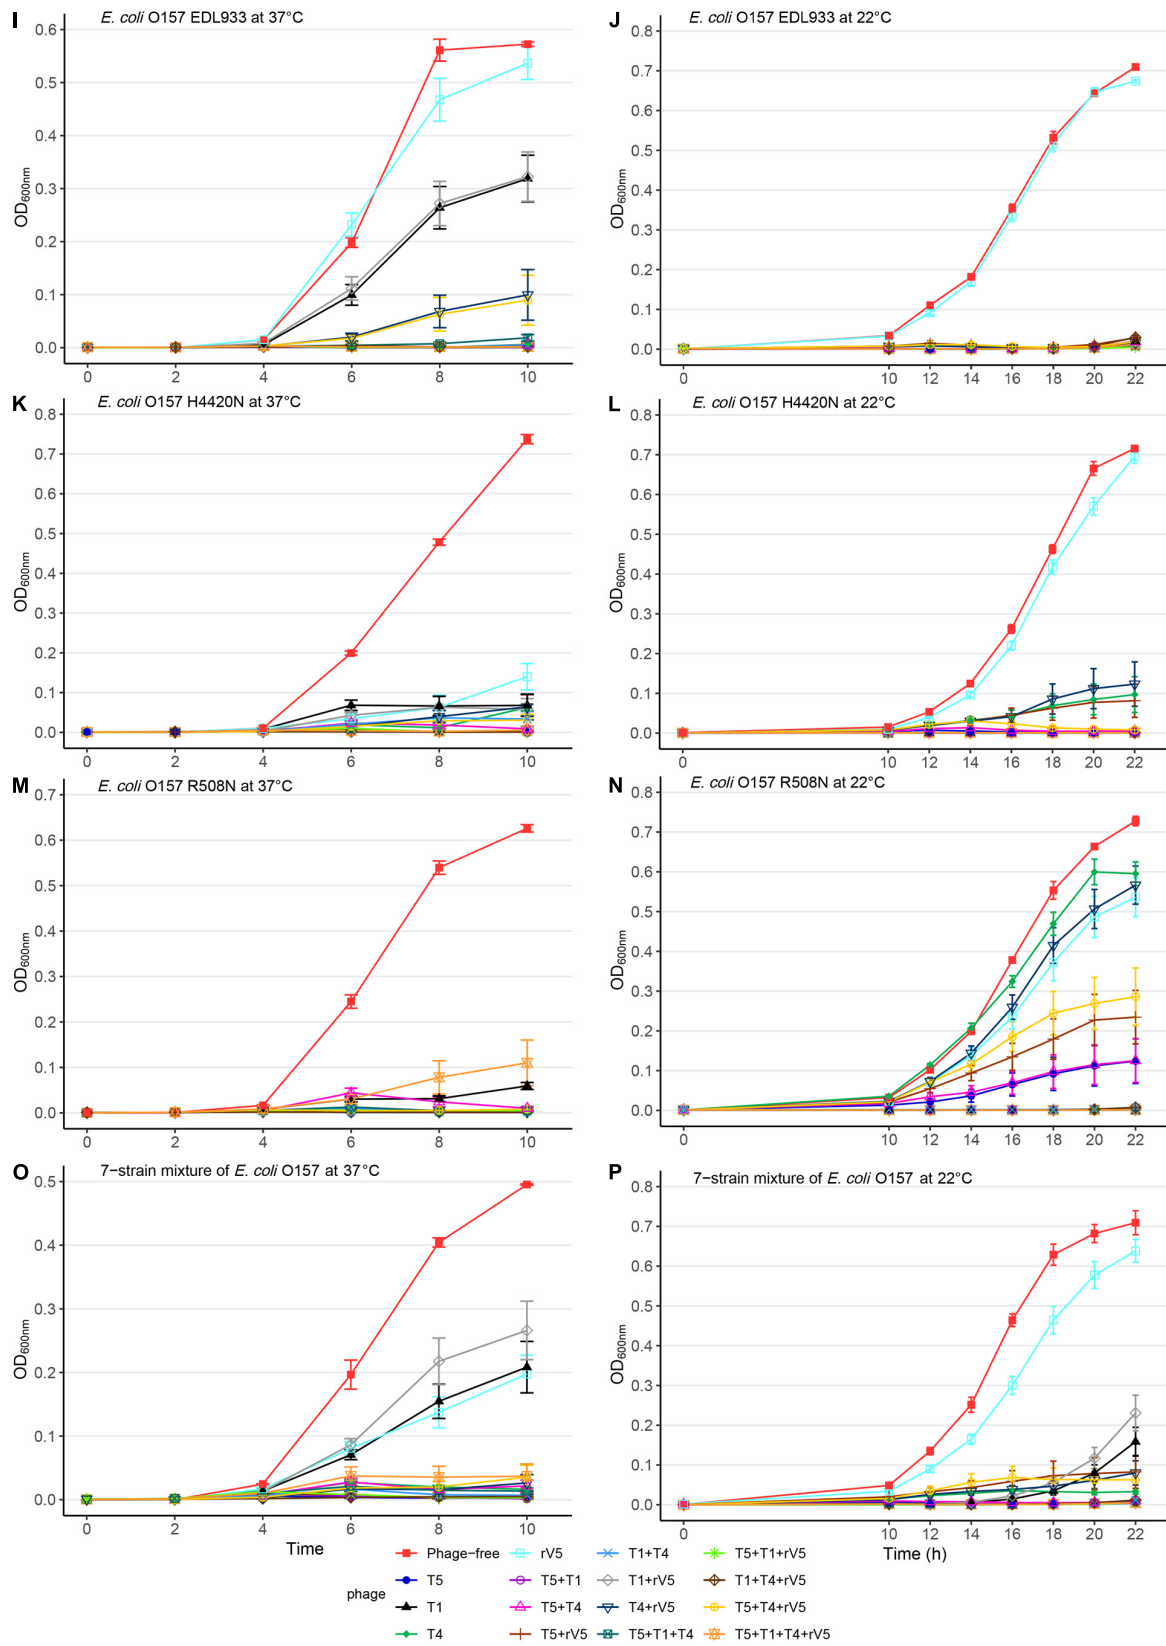 I
E. coli O157 EDL933 at 37°C
0.6
0.5
0.4
0.3
0.2
0.1
0.0
OD600nm
0 2 4 6 8 10
J
E. coli O157 EDL933 at 22°C
0.8
0.7
0.6
0.5
0.4
0.3
0.2
0.1
0.0
OD600nm
0 10 12 14 16 18 20 22
K
E. coli O157 H4420N at 37°C
0.8
0.7
0.6
0.5
0.4
0.3
0.2
0.1
0.0
OD600nm
0 2 4 6 8 10
L
E. coli O157 H4420N at 22°C
0.8
0.7
0.6
0.5
0.4
0.3
0.2
0.1
0.0
OD600nm
0 10 12 14 16 18 20 22
M
E. coli O157 R508N at 37°C
0.7
0.6
0.5
0.4
0.3
0.2
0.1
0.0
OD600nm
0 2 4 6 8 10
N
E. coli O157 R508N at 22°C
0.8
0.7
0.6
0.5
0.4
0.3
0.2
0.1
0.0
OD600nm
0 10 12 14 16 18 20 22
O
7−strain mixture of E. coli O157 at 37°C
0.5
0.4
0.3
0.2
0.1
0.0
OD600nm
0 2 4 6 8 10
Time
P
7−strain mixture of E. coli O157 at 22°C
0.8
0.7
0.6
0.5
0.4
0.3
0.2
0.1
0.0
OD600nm
0 10 12 14 16 18 20 22
Time (h)
phage
Phage−free rV5 T1+T4 T5+T1+rV5
T5 T5+T1 T1+rV5 T1+T4+rV5
T1 T5+T4 T4+rV5 T5+T4+rV5
T4 T5+rV5 T5+T1+T4 T5+T1+T4+rV5